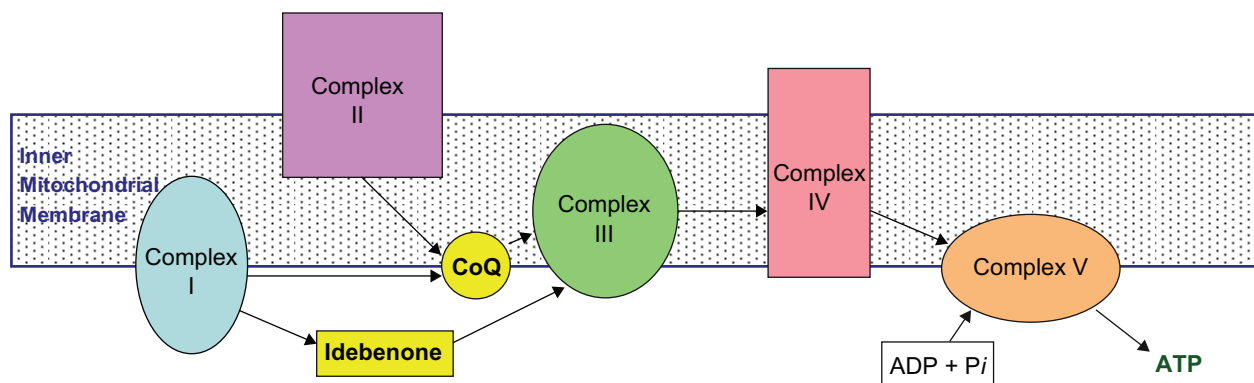 Complex
II
Inner
Mitochondrial
Membrane
Complex
I
CoQ
Idebenone
Complex
III
Complex
IV
Complex V
ADP + Pi
ATP